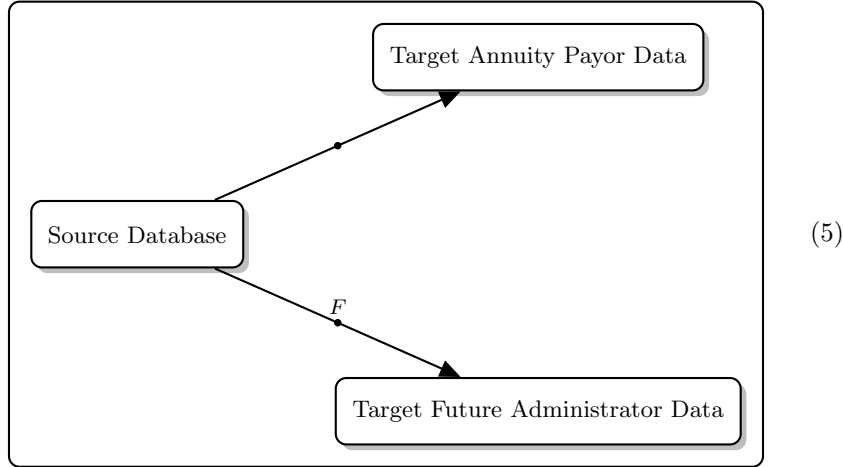 Target Annuity Payor Data
Source Database
(5)
F
Target Future Administrator Data